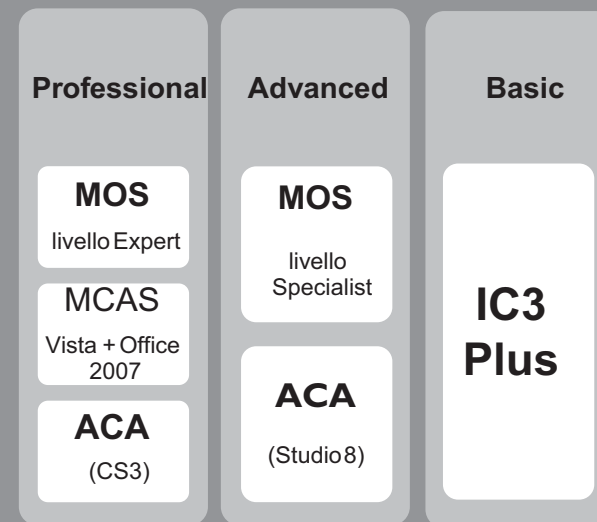 Professional
MOS
livello Expert
MCAS
Vista + Office
2007
ACA
(CS3)
Advanced
MOS
livello
Specialist
ACA
(Studio 8)
Basic
IC3
Plus